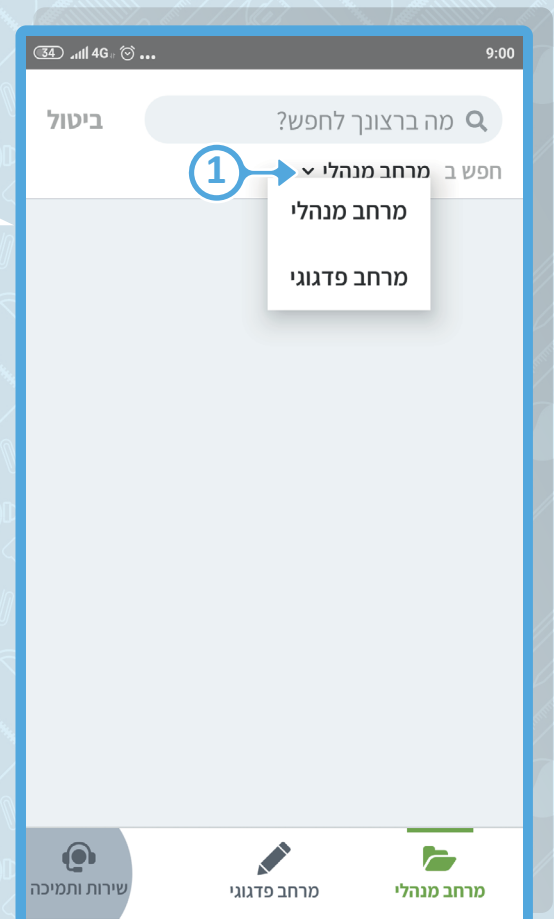 34 4G ... 9:00
מה ברצונך לחפש? ביטול
חפש ב מרחב מנהלי
1
מרחב מנהלי
מרחב פדגוגי
מרחב מנהלי מרחב פדגוגי שירות ותמיכה